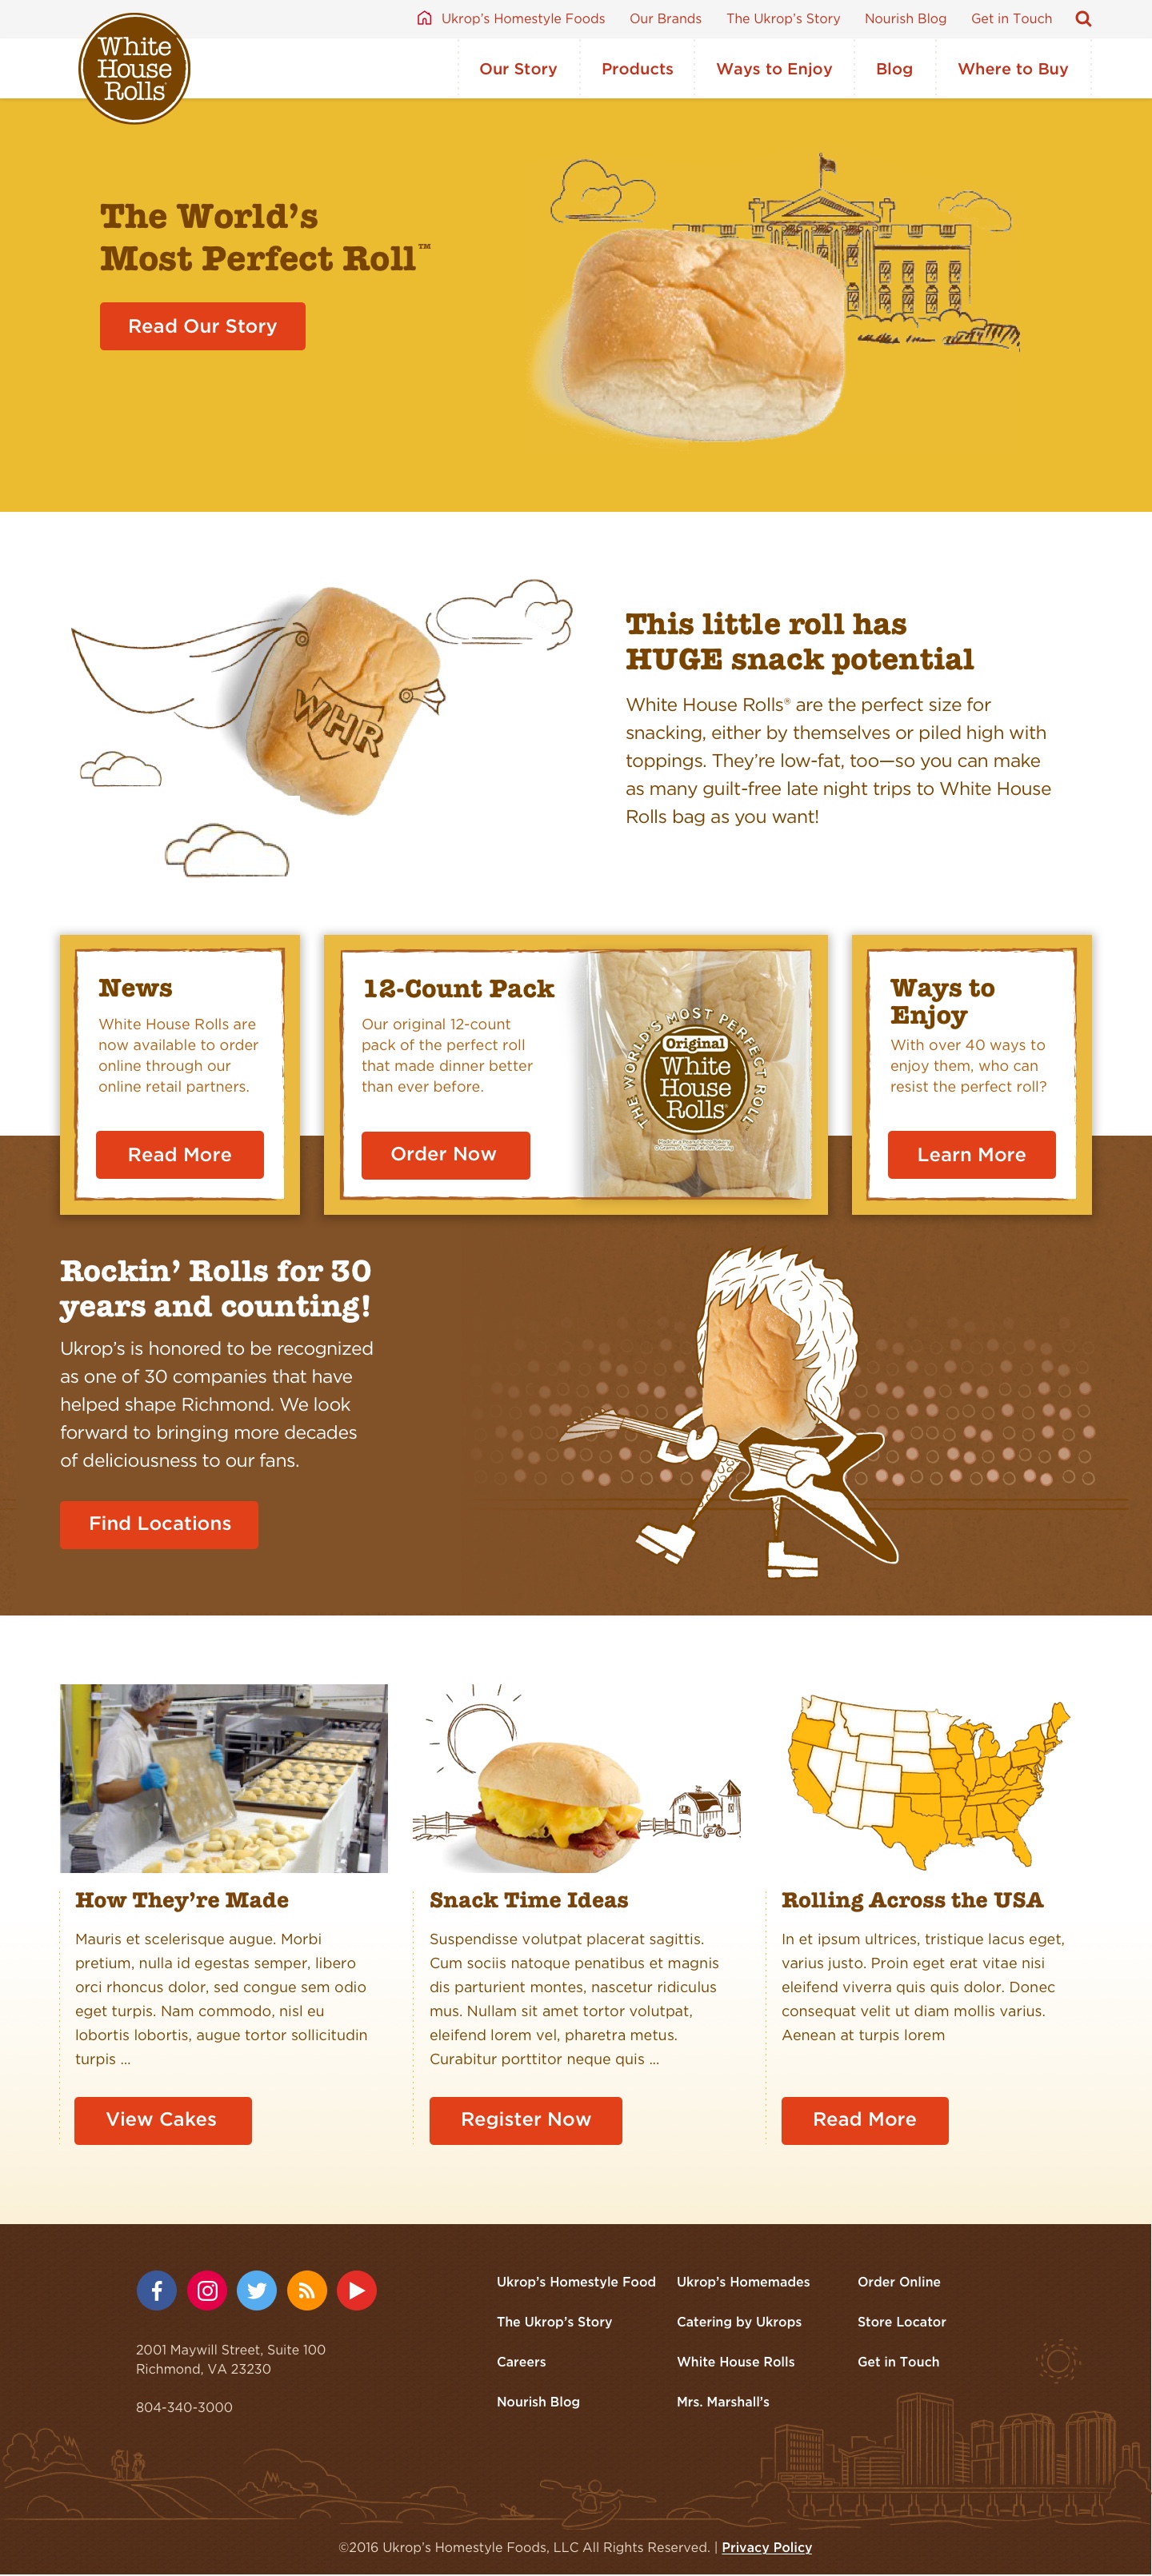 Ukrop’s Homestyle Foods Our Brands The Ukrop’s Story Nourish Blog Get in Touch
White
House
Rolls
Our Story Products Ways to Enjoy Blog Where to Buy
The World’s
Most Perfect Roll™
Read Our Story
WHR
This little roll has
HUGE snack potential
White House Rolls® are the perfect size for
snacking, either by themselves or piled high with
toppings. They’re low-fat, too—so you can make
as many guilt-free late night trips to White House
Rolls bag as you want!
News
White House Rolls are
now available to order
online through our
online retail partners.
Read More
12-Count Pack
Our original 12-count
pack of the perfect roll
that made dinner better
than ever before.
Order Now
THE WORLD'S MOST PERFECT ROLL
Original
White
House
Rolls
Ways to
Enjoy
With over 40 ways to
enjoy them, who can
resist the perfect roll?
Learn More
Rockin’ Rolls for 30
years and counting!
Ukrop’s is honored to be recognized
as one of 30 companies that have
helped shape Richmond. We look
forward to bringing more decades
of deliciousness to our fans.
Find Locations
How They’re Made
Mauris et scelerisque augue. Morbi
pretium, nulla id egestas semper, libero
orci rhoncus dolor, sed congue sem odio
eget turpis. Nam commodo, nisl eu
lobortis lobortis, augue tortor sollicitudin
turpis ...
View Cakes
Snack Time Ideas
Suspendisse volutpat placerat sagittis.
Cum sociis natoque penatibus et magnis
dis parturient montes, nascetur ridiculus
mus. Nullam sit amet tortor volutpat,
eleifend lorem vel, pharetra metus.
Curabitur porttitor neque quis ...
Register Now
Rolling Across the USA
In et ipsum ultrices, tristique lacus eget,
varius justo. Proin eget erat vitae nisi
eleifend viverra quis quis dolor. Donec
consequat velit ut diam mollis varius.
Aenean at turpis lorem
Read More
2001 Maywill Street, Suite 100
Richmond, VA 23230
804-340-3000
Ukrop’s Homestyle Food Ukrop’s Homemades Order Online
The Ukrop’s Story Catering by Ukrops Store Locator
Careers White House Rolls Get in Touch
Nourish Blog Mrs. Marshall’s
©2016 Ukrop’s Homestyle Foods, LLC All Rights Reserved. | Privacy Policy